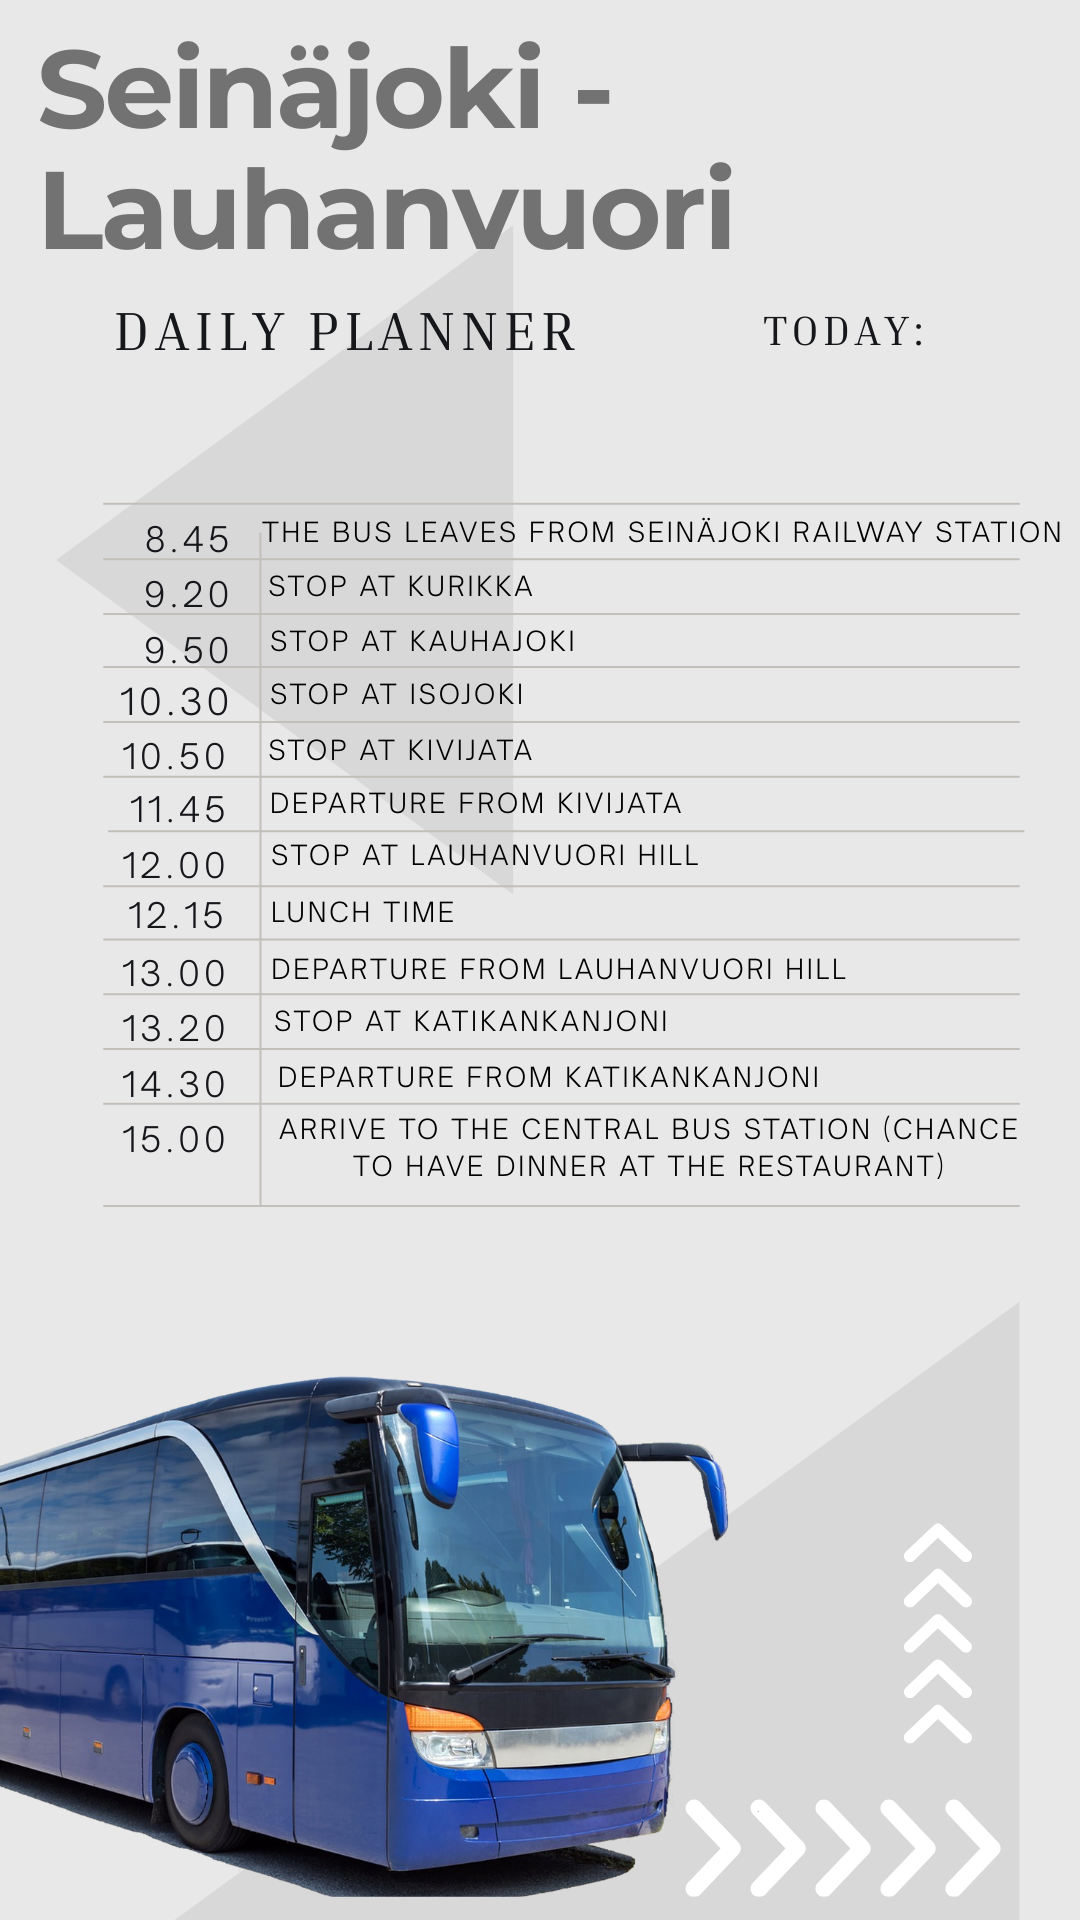 Seinäjoki -
Lauhanvuori
DAILY PLANNER
TODAY:
8.45 THE BUS LEAVES FROM SEINÄJOKI RAILWAY STATION
9.20 STOP AT KURIKKA
9.50 STOP AT KAUHAJOKI
10.30 STOP AT ISOJOKI
10.50 STOP AT KIVIJATA
11.45 DEPARTURE FROM KIVIJATA
12.00 STOP AT LAUHANVUORI HILL
12.15 LUNCH TIME
13.00 DEPARTURE FROM LAUHANVUORI HILL
13.20 STOP AT KATIKANKANJONI
14.30 DEPARTURE FROM KATIKANKANJONI
15.00 ARRIVE TO THE CENTRAL BUS STATION (CHANCE
TO HAVE DINNER AT THE RESTAURANT)